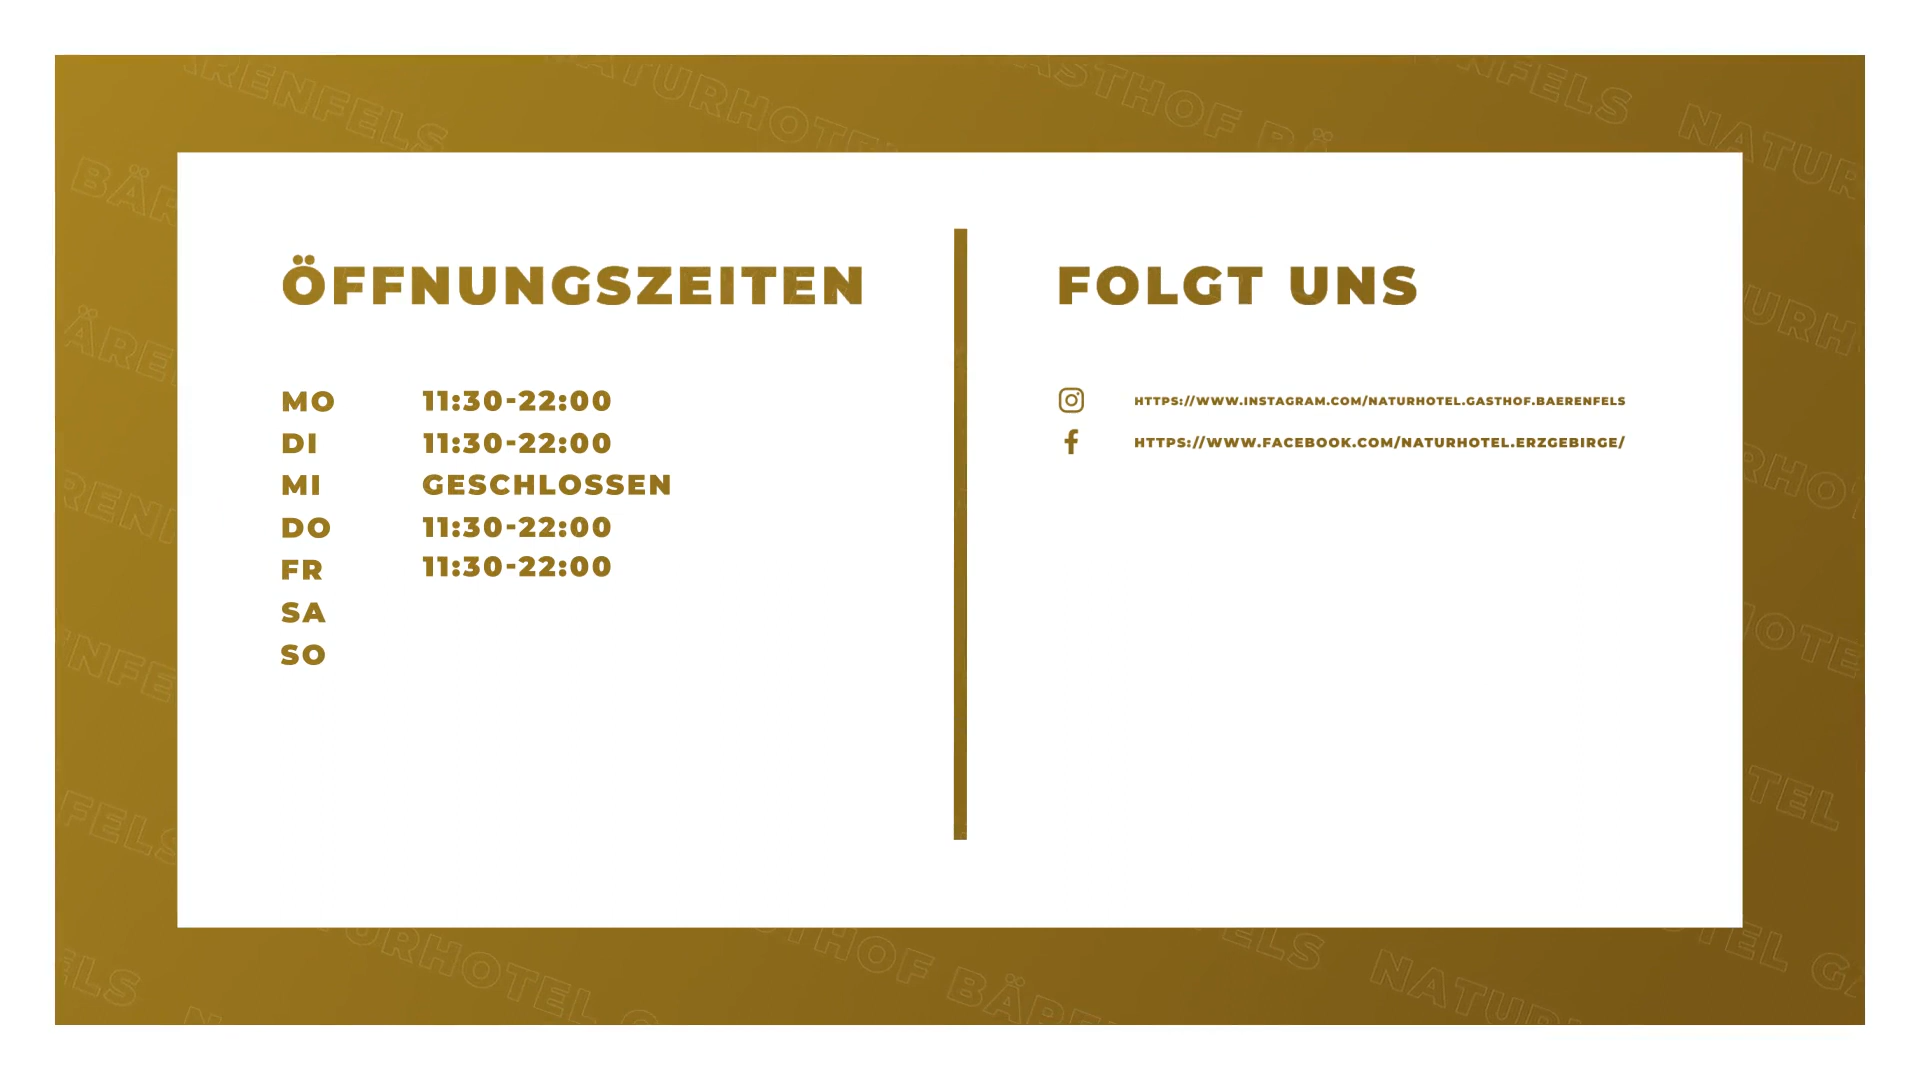 ÖFFNUNGSZEITEN
MO 11:30-22:00
DI 11:30-22:00
MI GESCHLOSSEN
DO 11:30-22:00
FR 11:30-22:00
SA
SO
FOLGT UNS
HTTPS://WWW.INSTAGRAM.COM/NATURHOTEL.GASTHOF.BAERENFELS
HTTPS://WWW.FACEBOOK.COM/NATURHOTEL.ERZGEBIRGE/